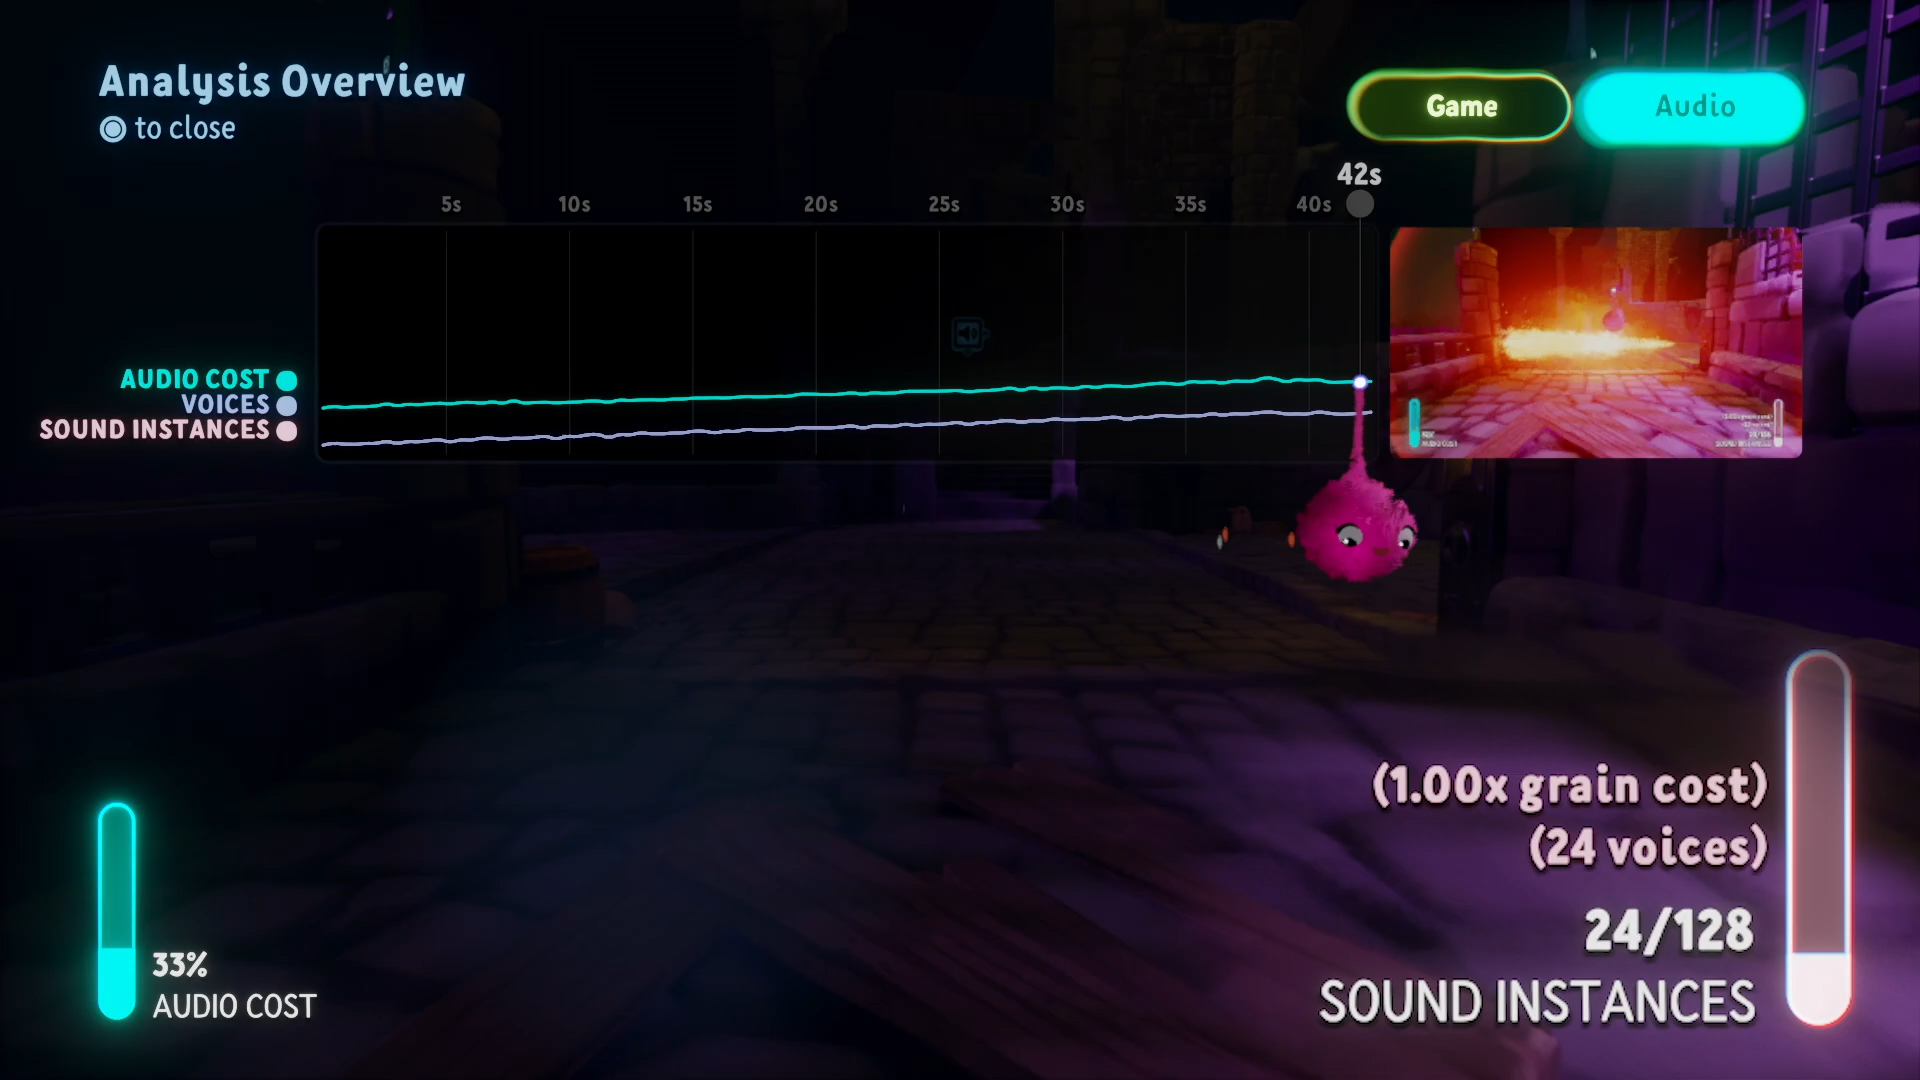 Analysis Overview
to close
Game
Audio
42s
5s 10s 15s 20s 25s 30s 35s 40s
AUDIO COST
VOICES
SOUND INSTANCES
(1.00x grain cost)
(24 voices)
24/128
SOUND INSTANCES
33%
AUDIO COST